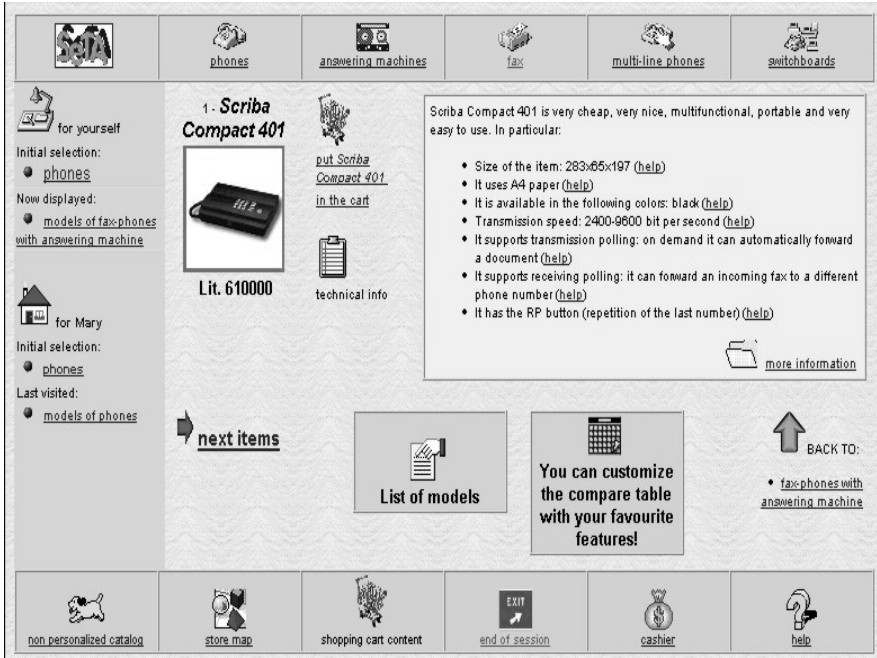 SeTA
phones
answering machines
fax
multi-line phones
switchboards
for yourself
Initial selection:
phones
Now displayed:
models of fax-phones
with answering machine
for Mary
Initial selection:
phones
Last visited:
models of phones
1 - Scriba
Compact 401
Lit. 610000
put Scriba
Compact 401
in the cart
technical info
Scriba Compact 401 is very cheap, very nice, multifunctional, portable and very
easy to use. In particular:
Size of the item: 283x65x197 (help)
It uses A4 paper (help)
It is available in the following colors: black (help)
Transmission speed: 2400-9600 bit per second (help)
It supports transmission polling: on demand it can automatically forward
a document (help)
It supports receiving polling: it can forward an incoming fax to a different
phone number (help)
It has the RP button (repetition of the last number) (help)
more information
next items
List of models
You can customize
the compare table
with your favourite
features!
BACK TO:
fax-phones with
answering machine
non personalized catalog
store map
shopping cart content
EXIT
end of session
cashier
help